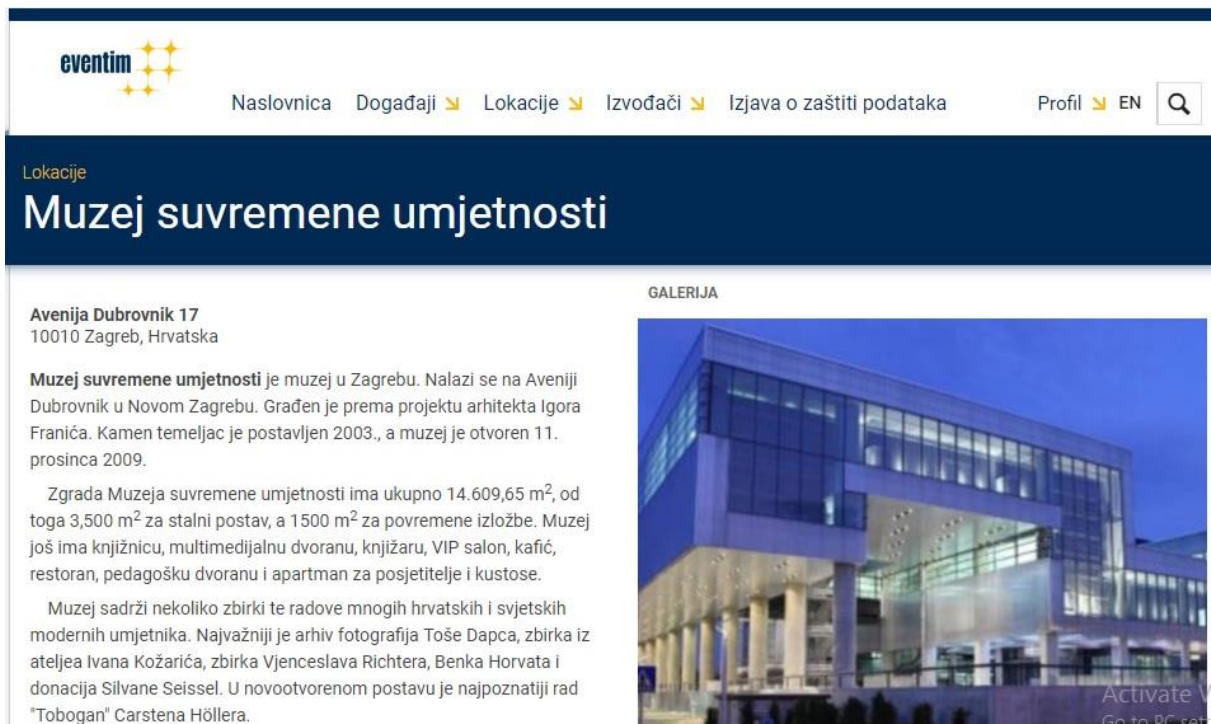 eventim
Naslovnica Događaji Lokacije Izvođači Izjava o zaštiti podataka Profil EN
Lokacije
Muzej suvremene umjetnosti
Avenija Dubrovnik 17
10010 Zagreb, Hrvatska
Muzej suvremene umjetnosti je muzej u Zagrebu. Nalazi se na Aveniji
Dubrovnik u Novom Zagrebu. Građen je prema projektu arhitekta Igora
Franića. Kamen temeljac je postavljen 2003., a muzej je otvoren 11.
prosinca 2009.
Zgrada Muzeja suvremene umjetnosti ima ukupno 14.609,65 m², od
toga 3,500 m² za stalni postav, a 1500 m² za povremene izložbe. Muzej
još ima knjižnicu, multimedijalnu dvoranu, knjižaru, VIP salon, kafić,
restoran, pedagošku dvoranu i apartman za posjetitelje i kustose.
Muzej sadrži nekoliko zbirki te radove mnogih hrvatskih i svjetskih
modernih umjetnika. Najvažniji je arhiv fotografija Toše Dapca, zbirka iz
ateljea Ivana Kožarića, zbirka Vjenceslava Richtera, Benka Horvata i
donacija Silvane Seissel. U novootvorenom postavu je najpoznatiji rad
"Tobogan" Carstena Höllera.
GALERIJA
Activate
Go to PC set